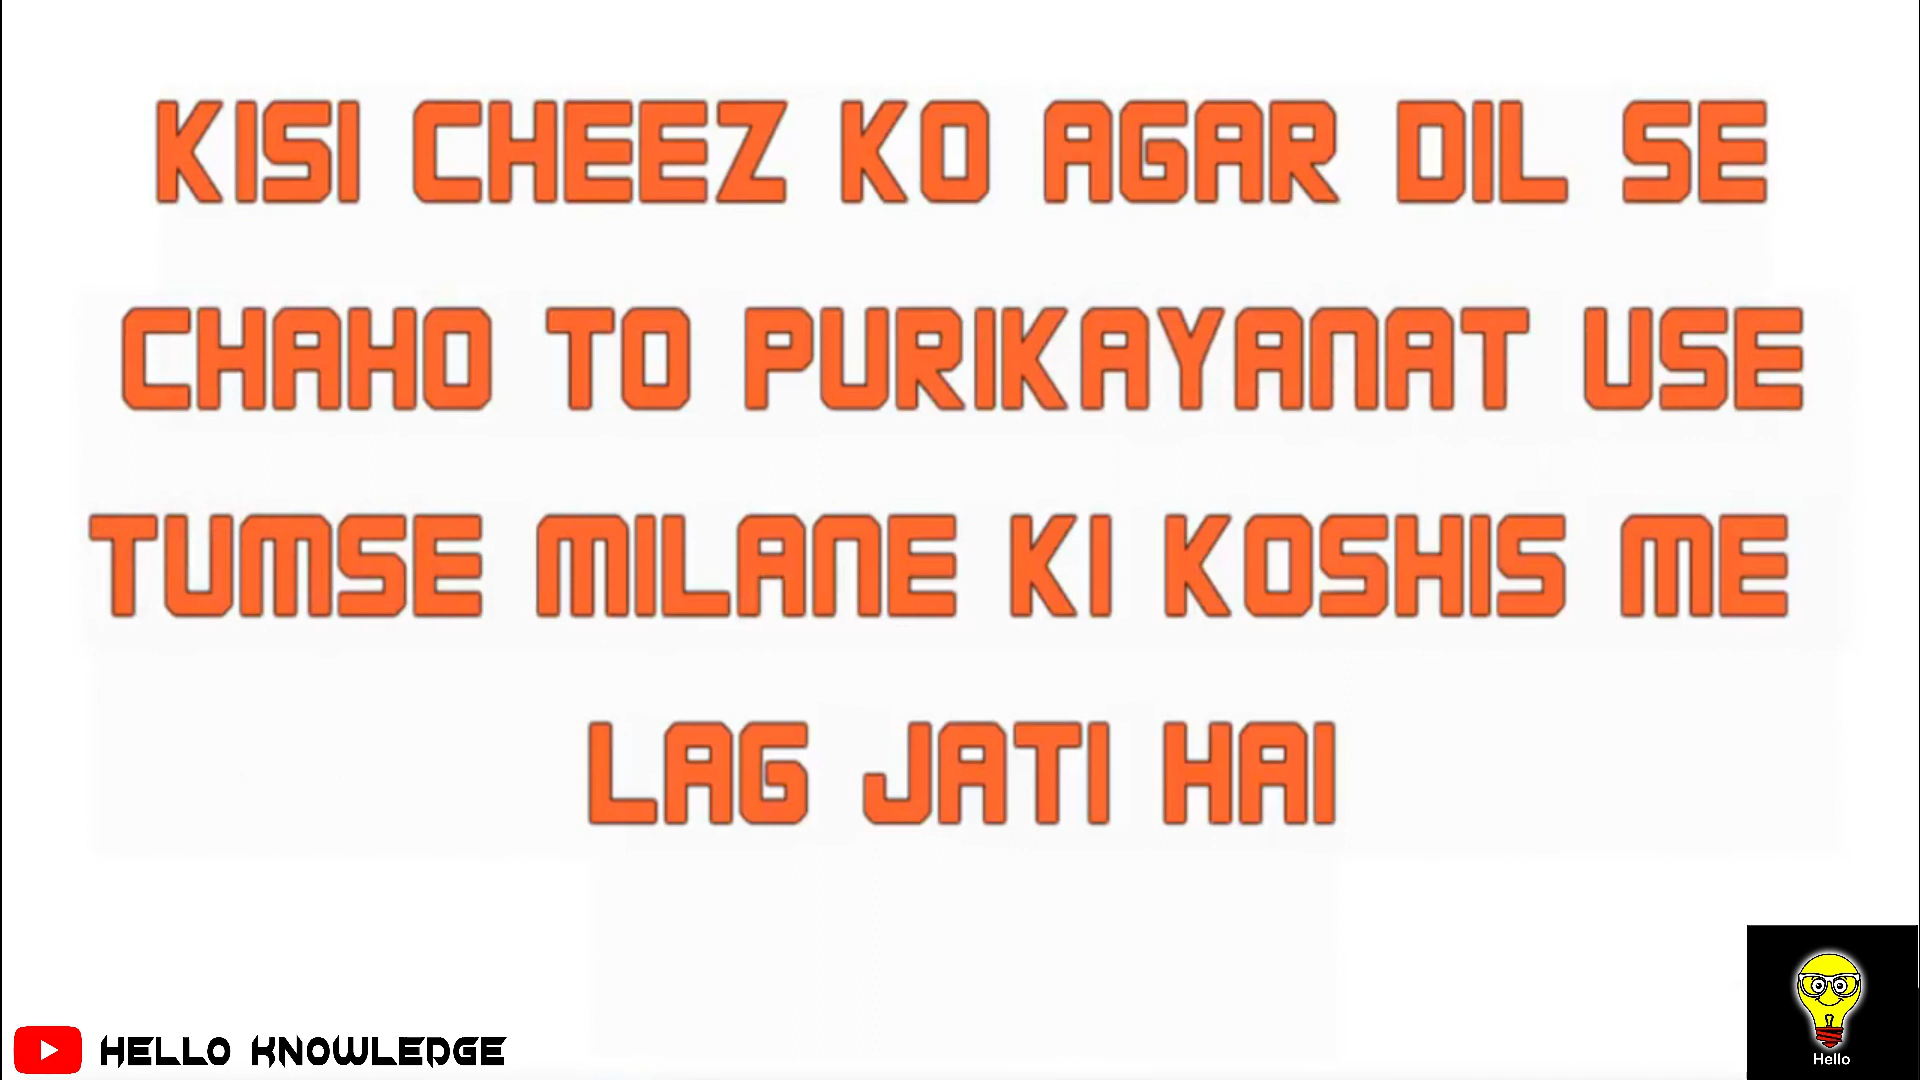 KISI CHEEZ KO AGAR DIL SE
CHAHO TO PURIKAYANAT USE
TUMSE MILANE KI KOSHIS ME
LAG JATI HAI
HELLO KNOWLEDGE
Hello